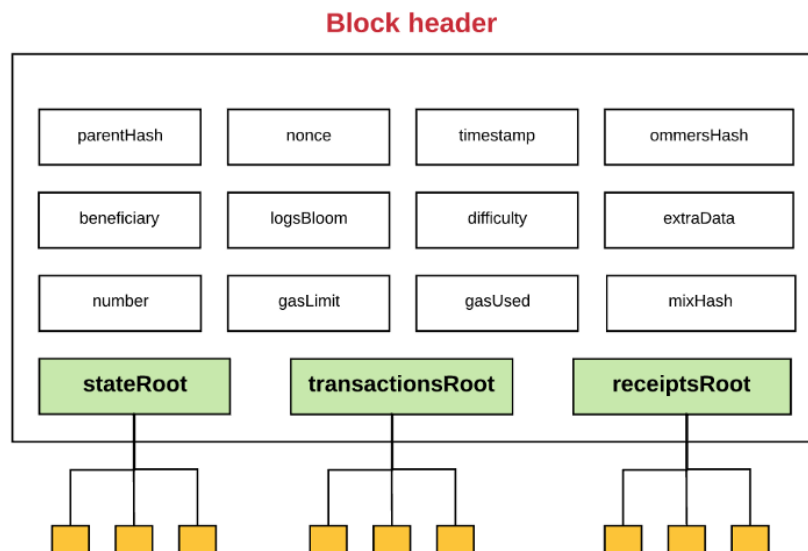 Block header
parentHash
nonce
timestamp
ommersHash
beneficiary
logsBloom
difficulty
extraData
number
gasLimit
gasUsed
mixHash
stateRoot
transactionsRoot
receiptsRoot